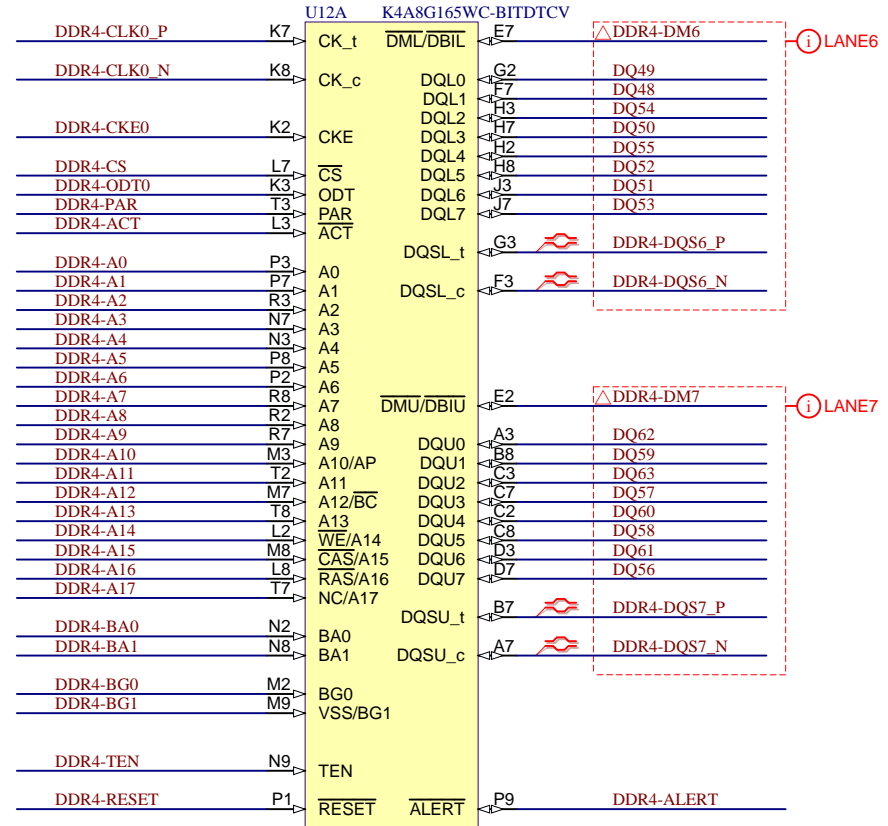 U12A K4A8G165WC-BITDTCV
DDR4-CLK0_P K7 CK_t DML/DBIL E7 DDR4-DM6 i LANE6
DDR4-CLK0_N K8 CK_c DQL0 G2 DQ49
DQL1 F7 DQ48
DQL2 H3 DQ54
DDR4-CKE0 K2 CKE DQL3 H7 DQ50
DQL4 H2 DQ55
DDR4-CS L7 CS DQL5 H8 DQ52
DDR4-ODT0 K3 ODT DQL6 J3 DQ51
DDR4-PAR T3 PAR DQL7 J7 DQ53
DDR4-ACT L3 ACT
DQSL_t G3 DDR4-DQS6_P
DDR4-A0 P3 A0
DDR4-A1 P7 A1 DQSL_c F3 DDR4-DQS6_N
DDR4-A2 R3 A2
DDR4-A3 N7 A3
DDR4-A4 N3 A4
DDR4-A5 P8 A5
DDR4-A6 P2 A6
DDR4-A7 R8 A7 DMU/DBIU E2 DDR4-DM7 i LANE7
DDR4-A8 R2 A8
DDR4-A9 R7 A9 DQU0 A3 DQ62
DDR4-A10 M3 A10/AP DQU1 B8 DQ59
DDR4-A11 T2 A11 DQU2 C3 DQ63
DDR4-A12 M7 A12/BC DQU3 C7 DQ57
DDR4-A13 T8 A13 DQU4 C2 DQ60
DDR4-A14 L2 WE/A14 DQU5 C8 DQ58
DDR4-A15 M8 CAS/A15 DQU6 D3 DQ61
DDR4-A16 L8 RAS/A16 DQU7 D7 DQ56
DDR4-A17 T7 NC/A17
DQSU_t B7 DDR4-DQS7_P
DDR4-BA0 N2 BA0
DDR4-BA1 N8 BA1 DQSU_c A7 DDR4-DQS7_N
DDR4-BG0 M2 BG0
DDR4-BG1 M9 VSS/BG1
DDR4-TEN N9 TEN
DDR4-RESET P1 RESET ALERT P9 DDR4-ALERT